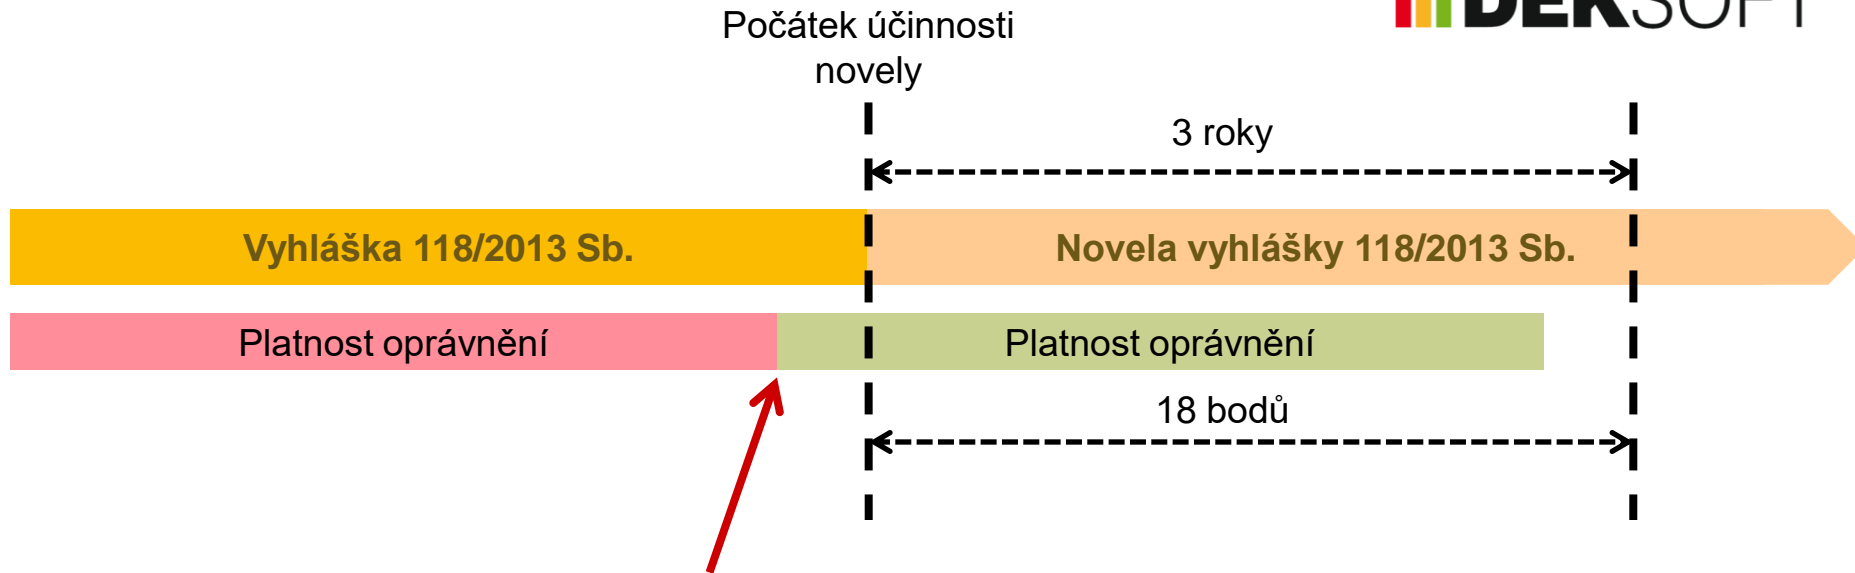 DEKSOFT
Počátek účinnosti
novely
3 roky
Vyhláška 118/2013 Sb.
Novela vyhlášky 118/2013 Sb.
Platnost oprávnění
Platnost oprávnění
18 bodů